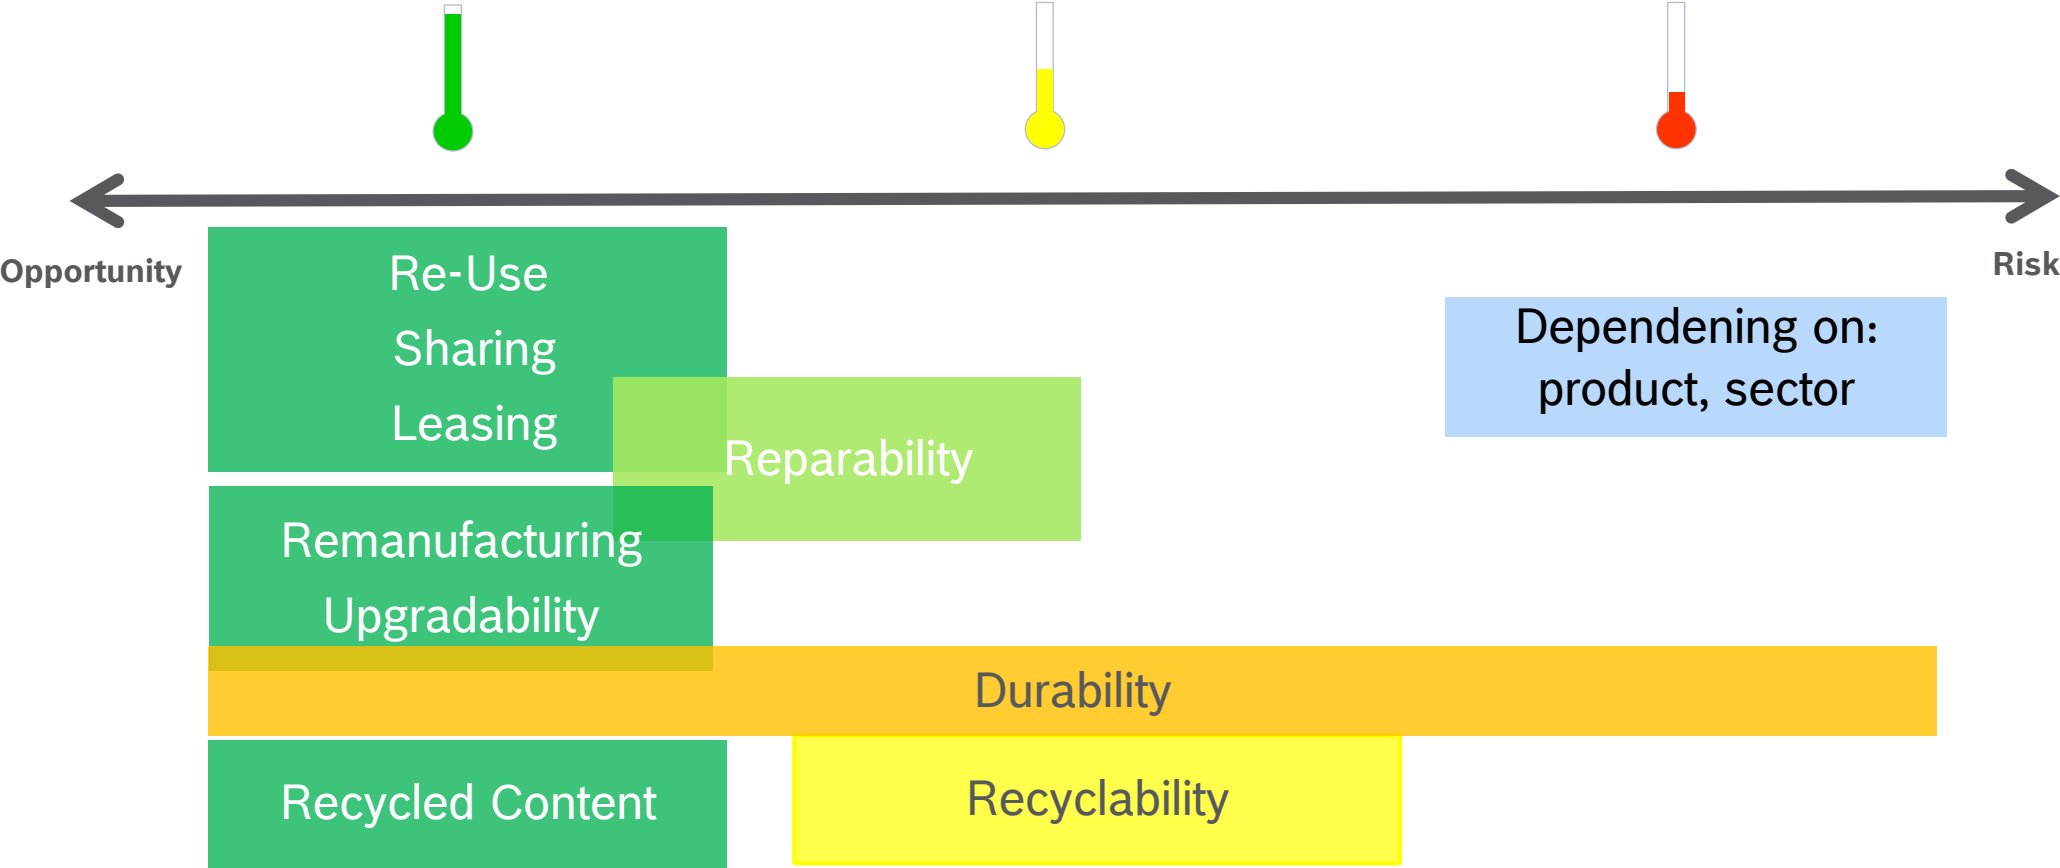 Opportunity
Risk
Re-Use
Sharing
Leasing
Dependening on:
product, sector
Reparability
Remanufacturing
Upgradability
Durability
Recycled Content
Recyclability